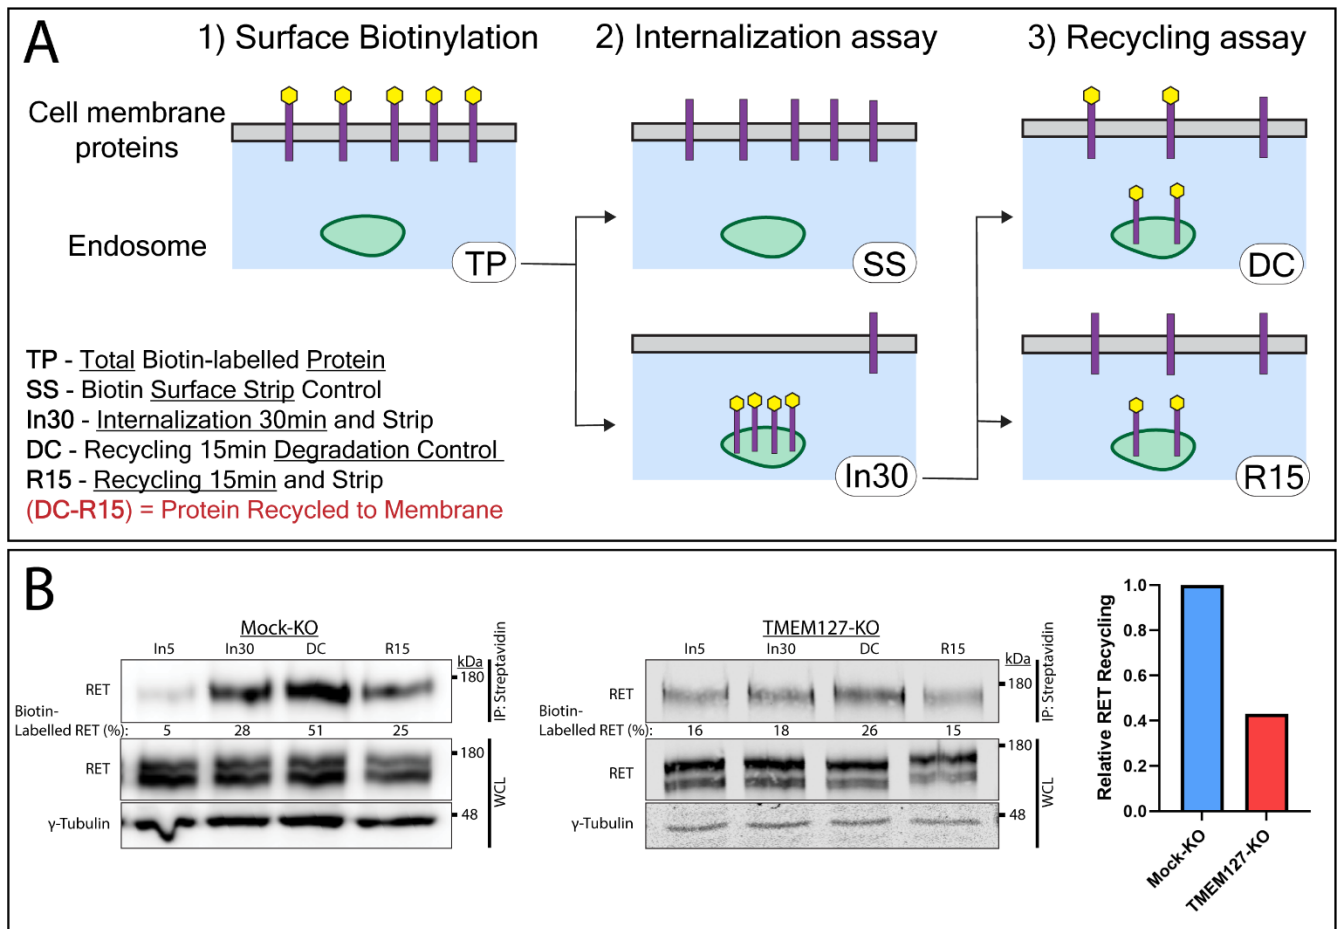 A
1) Surface Biotinylation
2) Internalization assay
3) Recycling assay
Cell membrane
proteins
Endosome
TP
SS
In30
DC
R15
TP - Total Biotin-labelled Protein
SS - Biotin Surface Strip Control
In30 - Internalization 30min and Strip
DC - Recycling 15min Degradation Control
R15 - Recycling 15min and Strip
(DC-R15) = Protein Recycled to Membrane
B
Mock-KO
In5 In30 DC R15
kDa
RET
180
IP: Streptavidin
Biotin-
Labelled RET (%): 5 28 51 25
RET
180
WCL
γ-Tubulin
48
TMEM127-KO
In5 In30 DC R15
kDa
RET
180
IP: Streptavidin
Biotin-
Labelled RET (%): 16 18 26 15
RET
180
WCL
γ-Tubulin
48
Relative RET Recycling
1.0
0.8
0.6
0.4
0.2
0.0
Mock-KO
TMEM127-KO